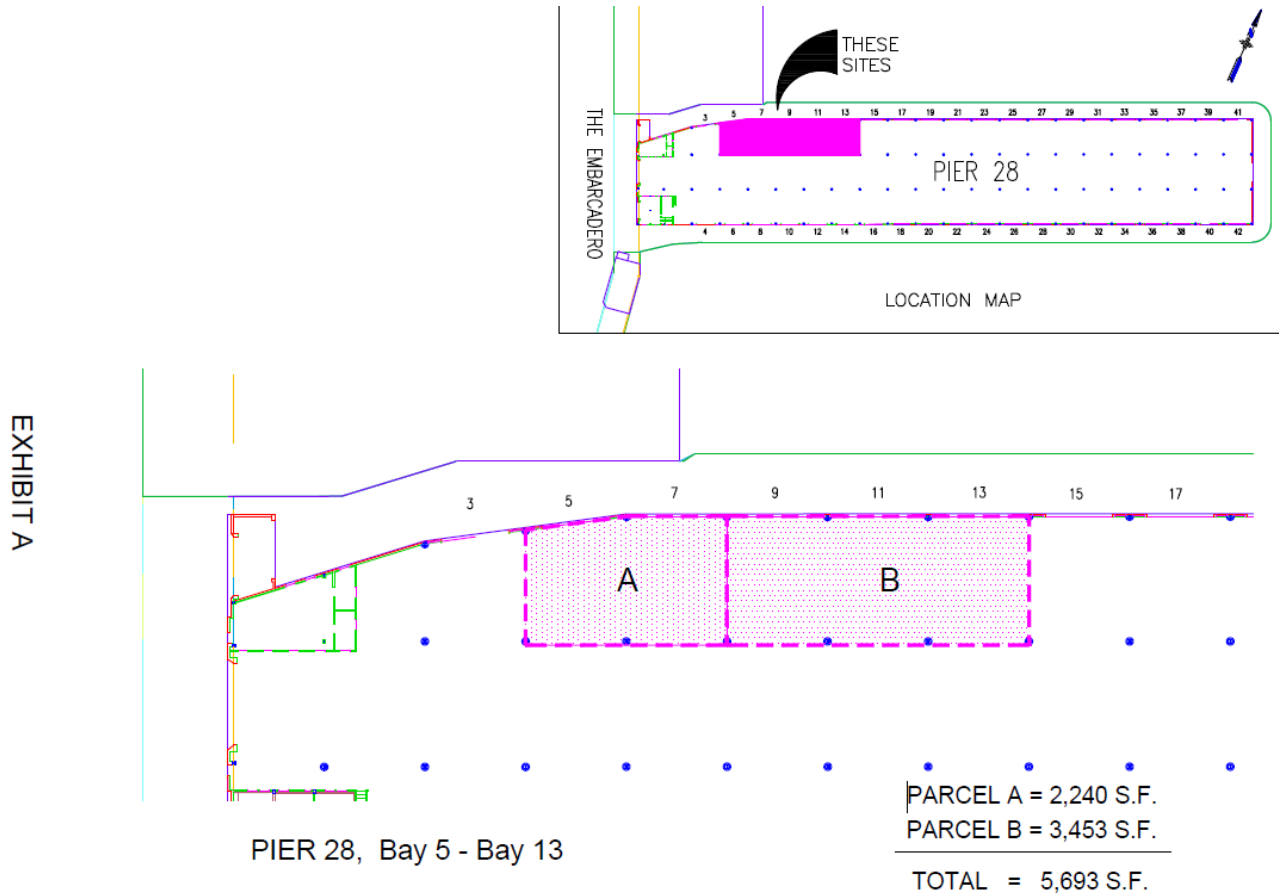 THESE
SITES
THE EMBARCADERO
3 5 7 9 11 13 15 17 19 21 23 25 27 29 31 33 35 37 39 41
PIER 28
4 6 8 10 12 14 16 18 20 22 24 26 28 30 32 34 36 38 40 42
LOCATION MAP
EXHIBIT A
3 5 7 9 11 13 15 17
A B
PARCEL A = 2,240 S.F.
PARCEL B = 3,453 S.F.
PIER 28, Bay 5 - Bay 13
TOTAL = 5,693 S.F.